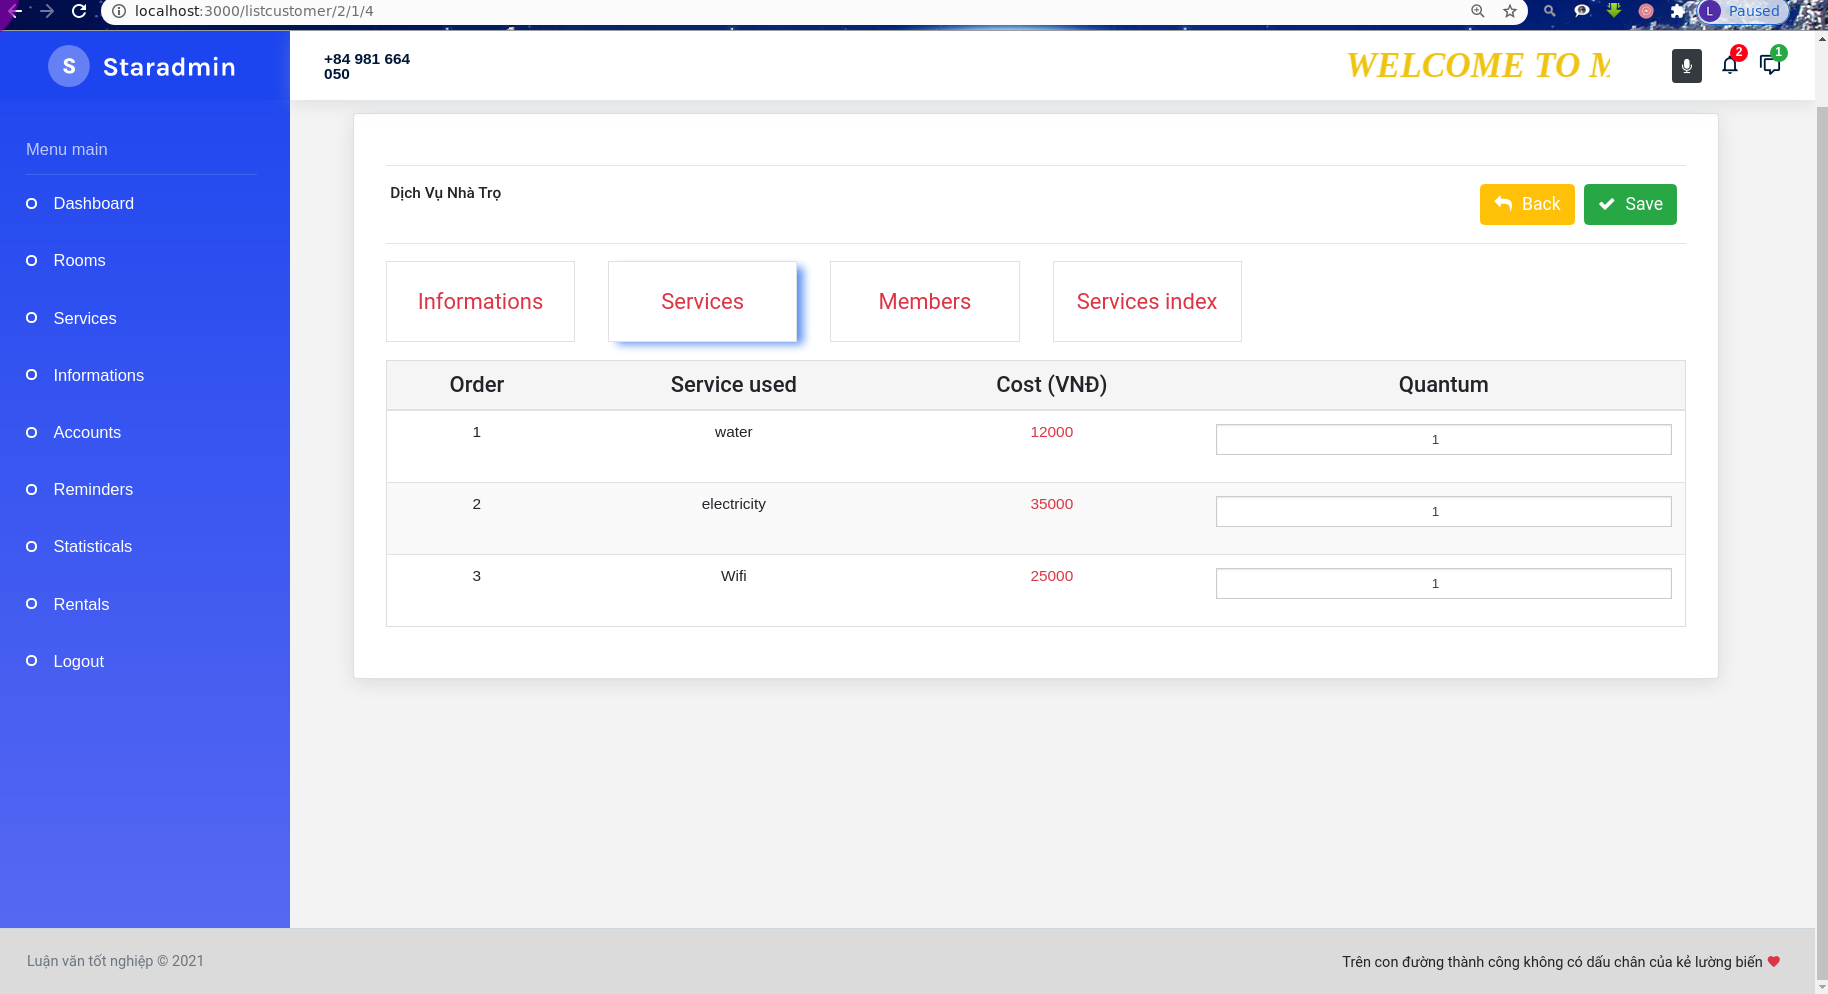 localhost:3000/listcustomer/2/1/4
L Paused
S Staradmin
+84 981 664
050
WELCOME TO M
2
1
Menu main
Dashboard
Rooms
Services
Informations
Accounts
Reminders
Statisticals
Rentals
Logout
Dịch Vụ Nhà Trọ
Back
Save
Informations
Services
Members
Services index
Order Service used Cost (VNĐ) Quantum
1 water 12000 1
2 electricity 35000 1
3 Wifi 25000 1
Luận văn tốt nghiệp © 2021
Trên con đường thành công không có dấu chân của kẻ lường biến